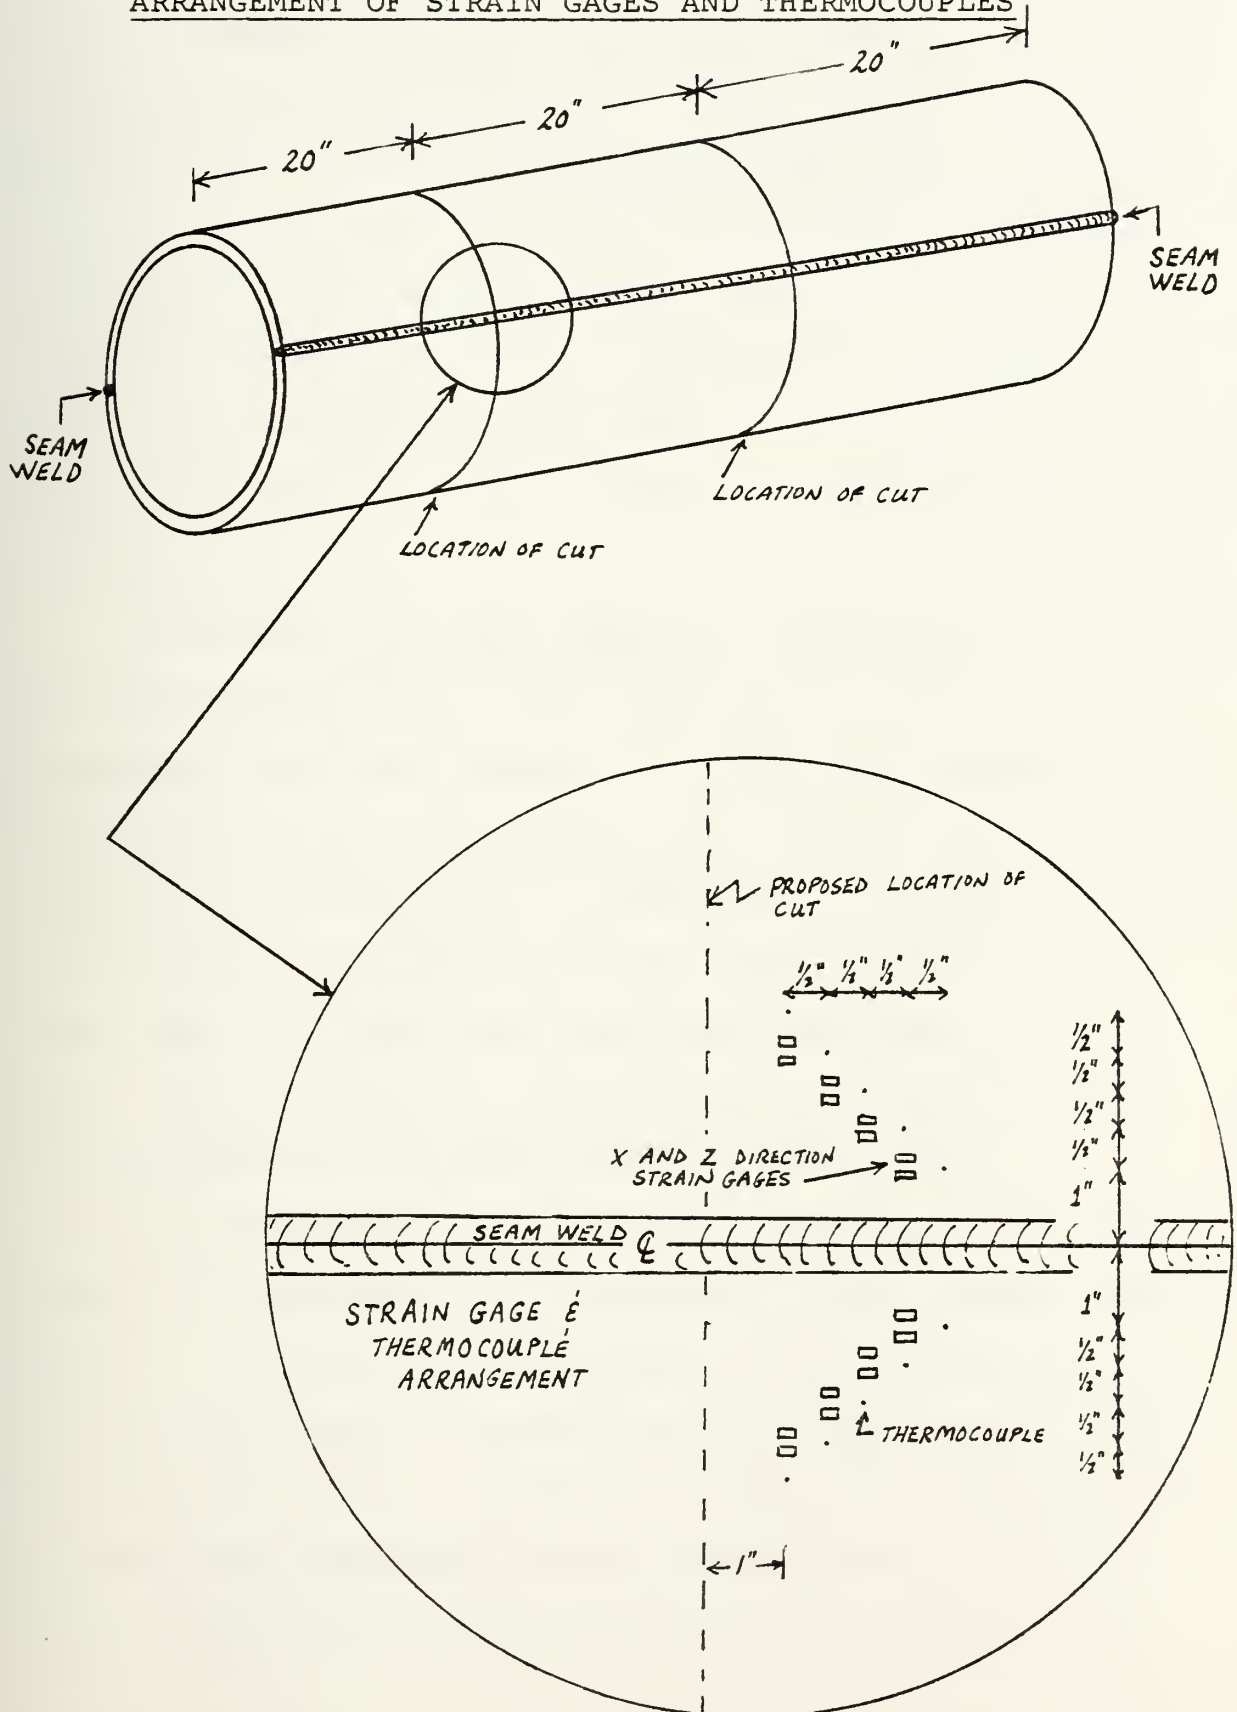 ARRANGEMENT OF STRAIN GAGES AND THERMOCOUPLES
20"
20"
20"
SEAM
WELD
SEAM
WELD
LOCATION OF CUT
LOCATION OF CUT
PROPOSED LOCATION OF
CUT
1/2" 1/2" 1/2" 1/2"
1/2"
1/2"
1/2"
1/2"
1"
X AND Z DIRECTION
STRAIN GAGES
SEAM WELD ℄
STRAIN GAGE &
THERMOCOUPLE
ARRANGEMENT
1"
1/2"
1/2"
1/2"
1/2"
THERMOCOUPLE
1"